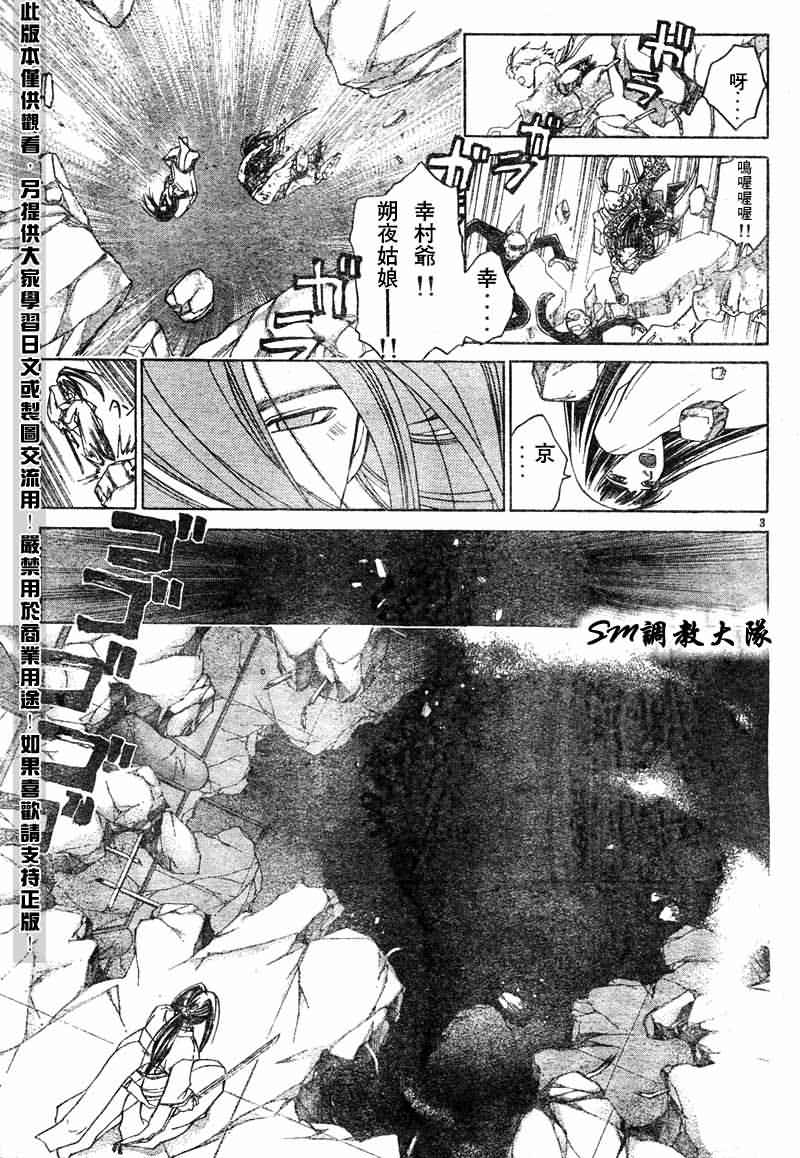 呀‥‥
ガラガラ
嗚喔喔喔!!
ガラガラ
幸‥‥
幸村爺!!
朔夜姑娘——!!
京‥‥
3
SM調教大隊
ゴゴゴゴゴ
此版本僅供觀看，另提供大家學習日文或製圖交流用！嚴禁用於商業用途！如果喜歡請支持正版！